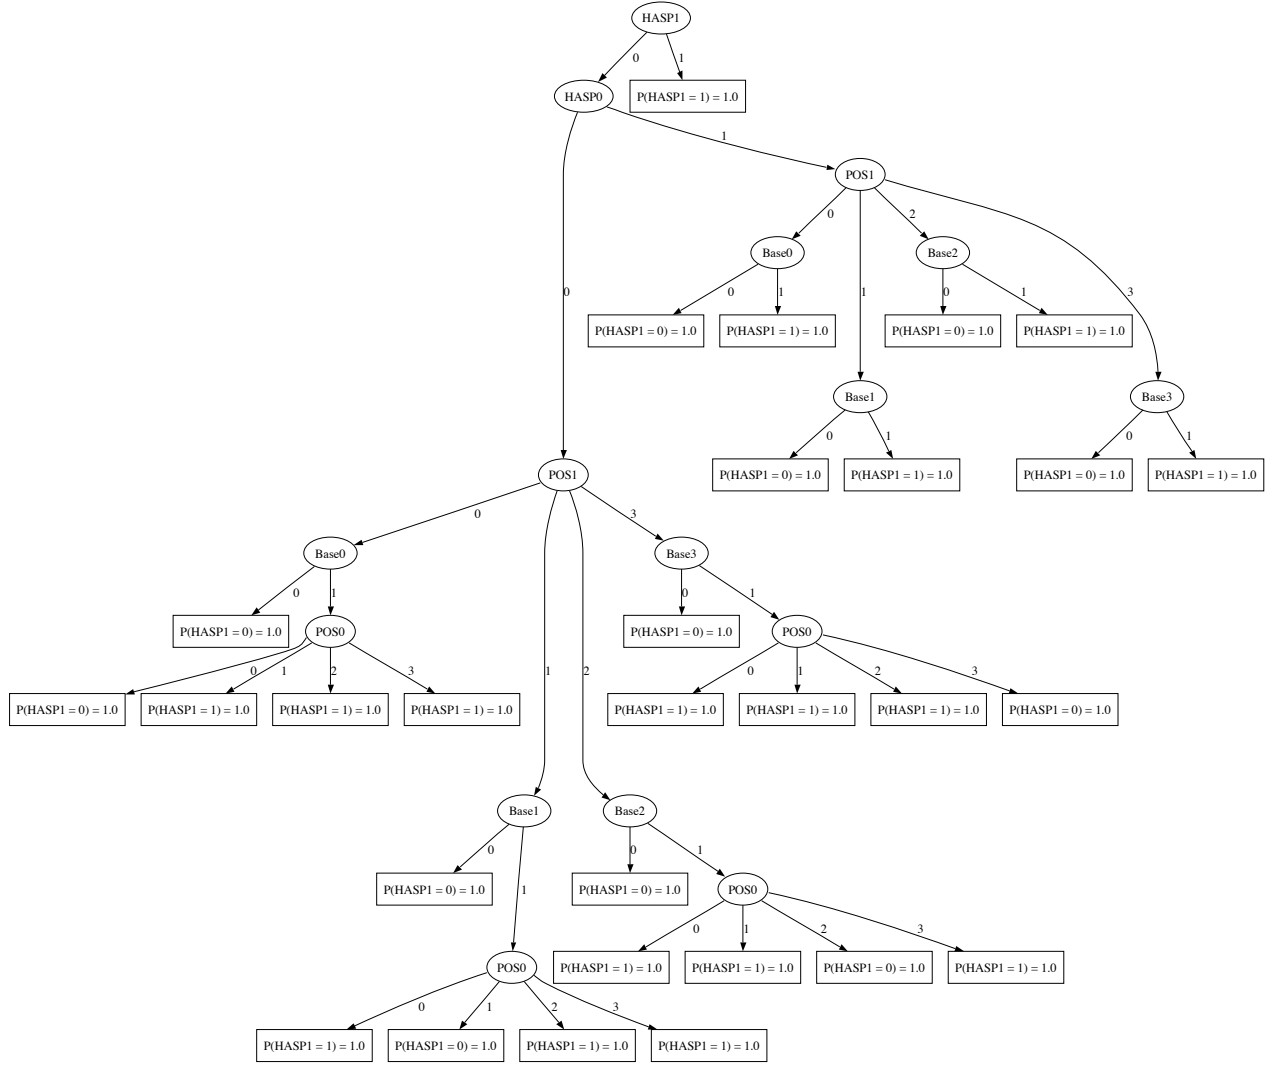 HASP1
0 1
HASP0 P(HASP1 = 1) = 1.0
1
POS1
0 2
Base0 Base2
0 0 1 1 0 1 3
P(HASP1 = 0) = 1.0 P(HASP1 = 1) = 1.0 P(HASP1 = 0) = 1.0 P(HASP1 = 1) = 1.0
Base1 Base3
0 1 0 1
POS1 P(HASP1 = 0) = 1.0 P(HASP1 = 1) = 1.0 P(HASP1 = 0) = 1.0 P(HASP1 = 1) = 1.0
0 3
Base0 Base3
0 1 0 1
P(HASP1 = 0) = 1.0 POS0 P(HASP1 = 0) = 1.0 POS0
0 1 2 3 1 2 0 1 2 3
P(HASP1 = 0) = 1.0 P(HASP1 = 1) = 1.0 P(HASP1 = 1) = 1.0 P(HASP1 = 1) = 1.0 P(HASP1 = 1) = 1.0 P(HASP1 = 1) = 1.0 P(HASP1 = 1) = 1.0 P(HASP1 = 0) = 1.0
Base1 Base2
0 0 1
P(HASP1 = 0) = 1.0 1 P(HASP1 = 0) = 1.0 POS0
0 1 2 3
POS0 P(HASP1 = 1) = 1.0 P(HASP1 = 1) = 1.0 P(HASP1 = 0) = 1.0 P(HASP1 = 1) = 1.0
0 1 2 3
P(HASP1 = 1) = 1.0 P(HASP1 = 0) = 1.0 P(HASP1 = 1) = 1.0 P(HASP1 = 1) = 1.0